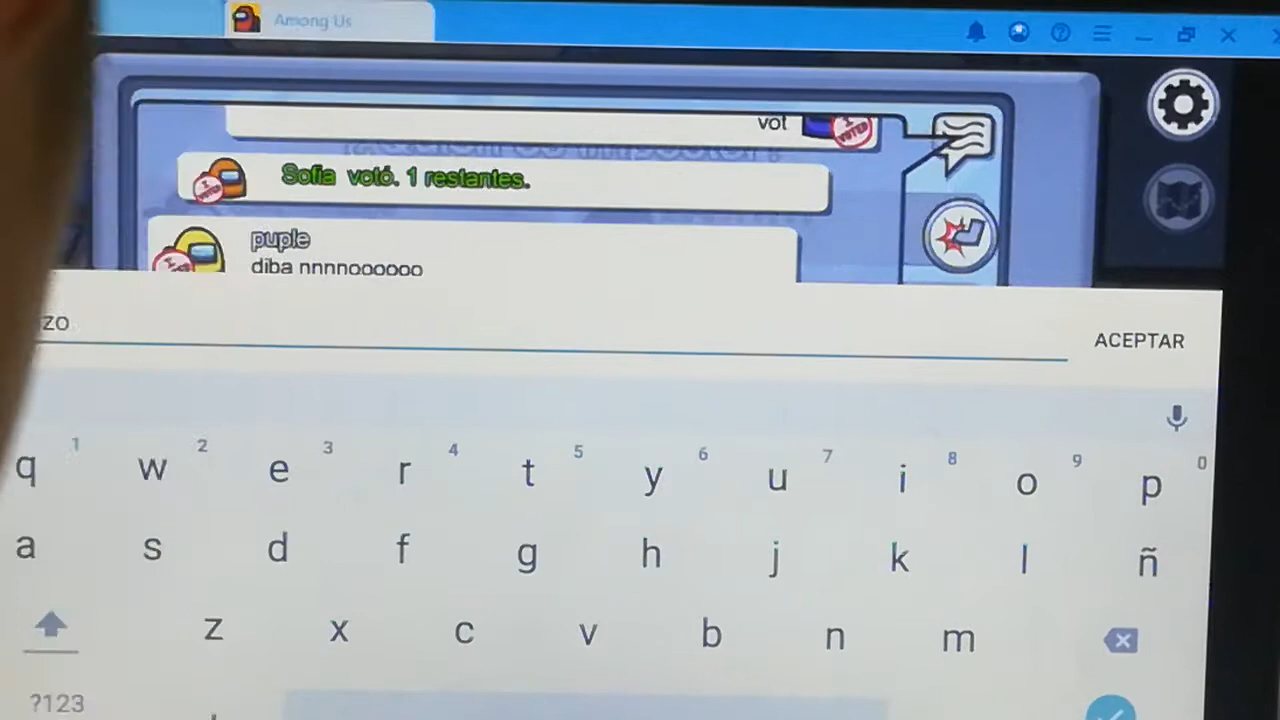 Among Us
vot
Sofia votó. 1 restantes.
puple
diba nnnnoooooo
zo
ACEPTAR
1 2 3 4 5 6 7 8 9 0
q w e r t y u i o p
a s d f g h j k l ñ
z x c v b n m
?123